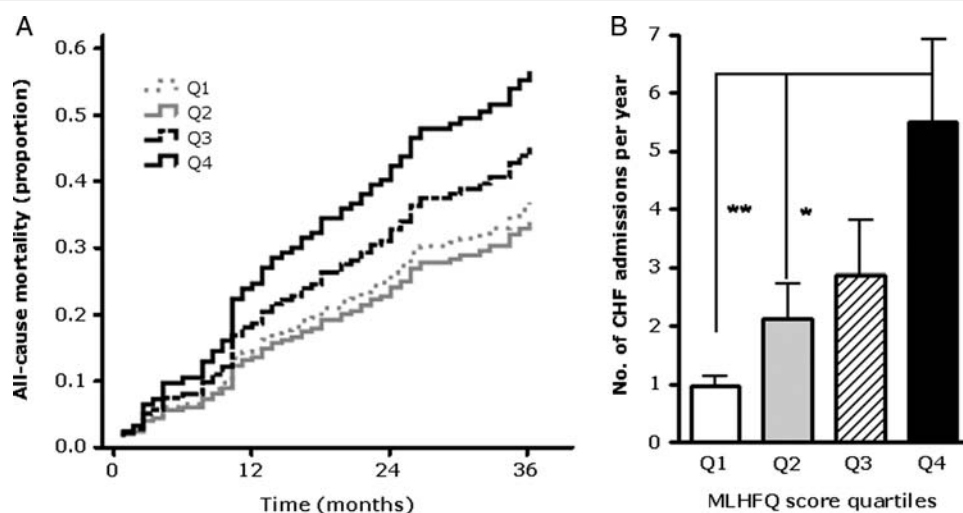 A
All-cause mortality (proportion)
0.6
0.5
0.4
0.3
0.2
0.1
0.0
Q1
Q2
Q3
Q4
0 12 24 36
Time (months)
B
No. of CHF admissions per year
7
6
5
4
3
2
1
0
** *
Q1 Q2 Q3 Q4
MLHFQ score quartiles